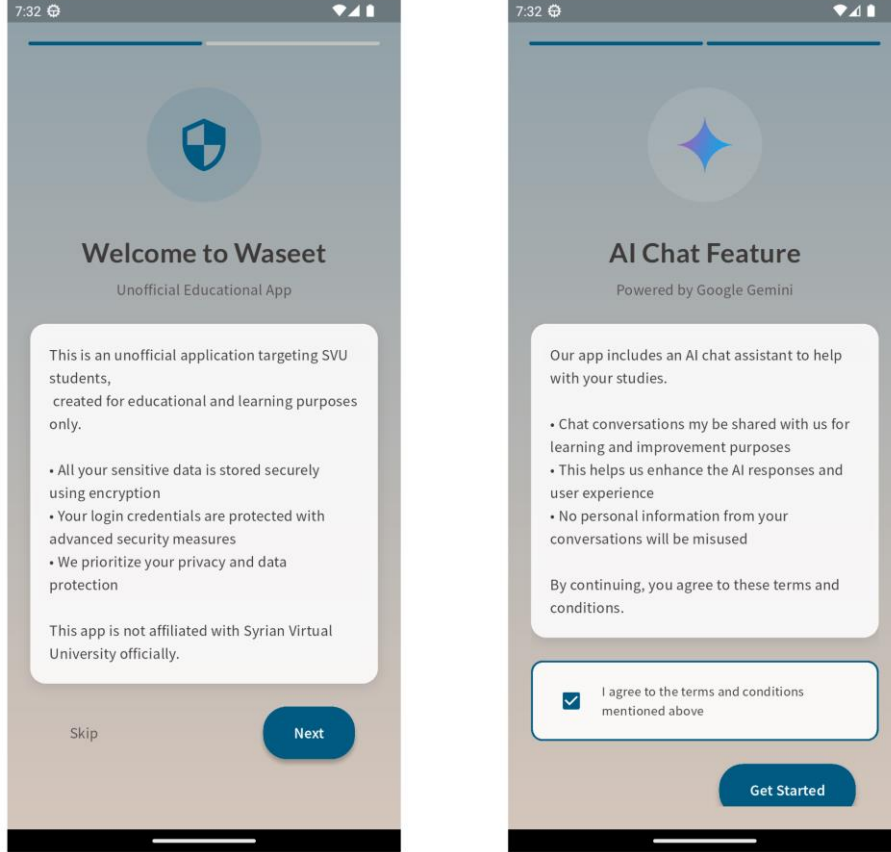 7:32
Welcome to Waseet
Unofficial Educational App
This is an unofficial application targeting SVU
students,
created for educational and learning purposes
only.
• All your sensitive data is stored securely
using encryption
• Your login credentials are protected with
advanced security measures
• We prioritize your privacy and data
protection
This app is not affiliated with Syrian Virtual
University officially.
Skip
Next
7:32
AI Chat Feature
Powered by Google Gemini
Our app includes an AI chat assistant to help
with your studies.
• Chat conversations my be shared with us for
learning and improvement purposes
• This helps us enhance the AI responses and
user experience
• No personal information from your
conversations will be misused
By continuing, you agree to these terms and
conditions.
I agree to the terms and conditions
mentioned above
Get Started